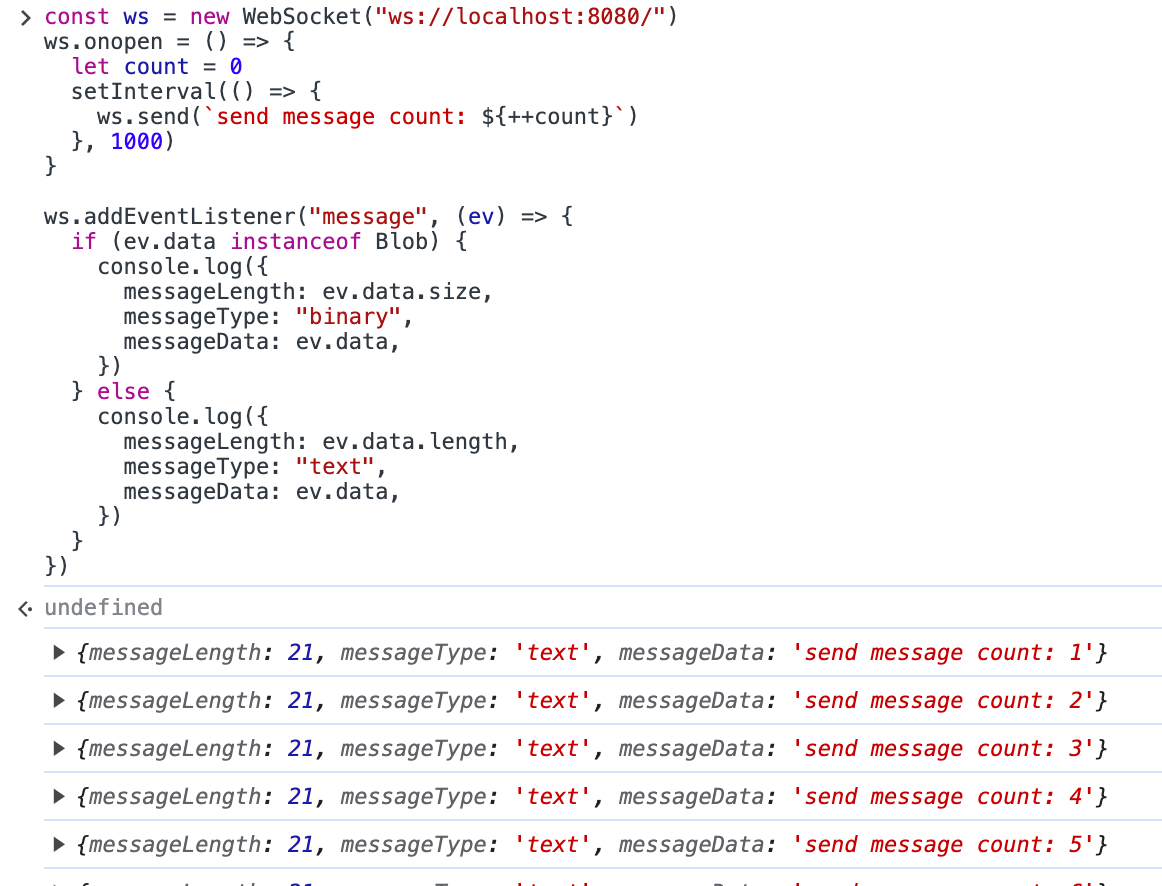 const ws = new WebSocket("ws://localhost:8080/")
ws.onopen = () => {
  let count = 0
  setInterval(() => {
    ws.send(`send message count: ${++count}`)
  }, 1000)
}

ws.addEventListener("message", (ev) => {
  if (ev.data instanceof Blob) {
    console.log({
      messageLength: ev.data.size,
      messageType: "binary",
      messageData: ev.data,
    })
  } else {
    console.log({
      messageLength: ev.data.length,
      messageType: "text",
      messageData: ev.data,
    })
  }
})
undefined
{messageLength: 21, messageType: 'text', messageData: 'send message count: 1'}
{messageLength: 21, messageType: 'text', messageData: 'send message count: 2'}
{messageLength: 21, messageType: 'text', messageData: 'send message count: 3'}
{messageLength: 21, messageType: 'text', messageData: 'send message count: 4'}
{messageLength: 21, messageType: 'text', messageData: 'send message count: 5'}